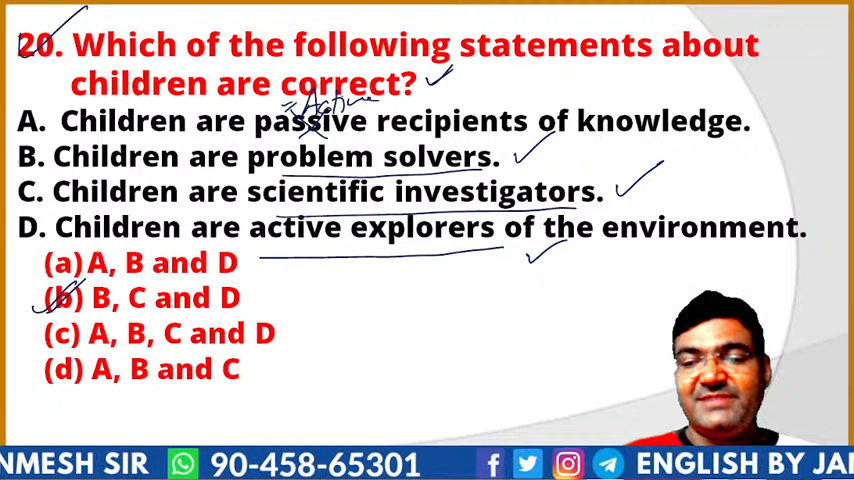 20. Which of the following statements about
children are correct?
Active
A. Children are passive recipients of knowledge.
B. Children are problem solvers.
C. Children are scientific investigators.
D. Children are active explorers of the environment.
(a) A, B and D
(b) B, C and D
(c) A, B, C and D
(d) A, B and C
NMESH SIR 90-458-65301 ENGLISH BY JAN